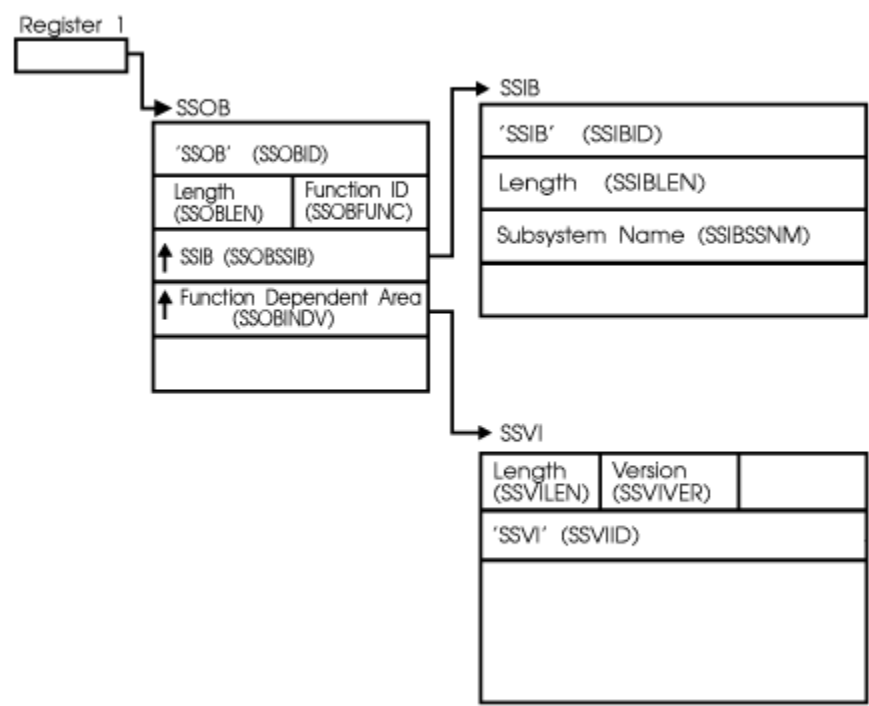 Register 1
SSOB
'SSOB' (SSOBID)
Length
(SSOBLEN)
Function ID
(SSOBFUNC)
SSIB (SSOBSSIB)
Function Dependent Area
(SSOBINDV)
SSIB
'SSIB' (SSIBID)
Length (SSIBLEN)
Subsystem Name (SSIBSSNM)
SSVI
Length
(SSVILEN)
Version
(SSVIVER)
'SSVI' (SSVIID)